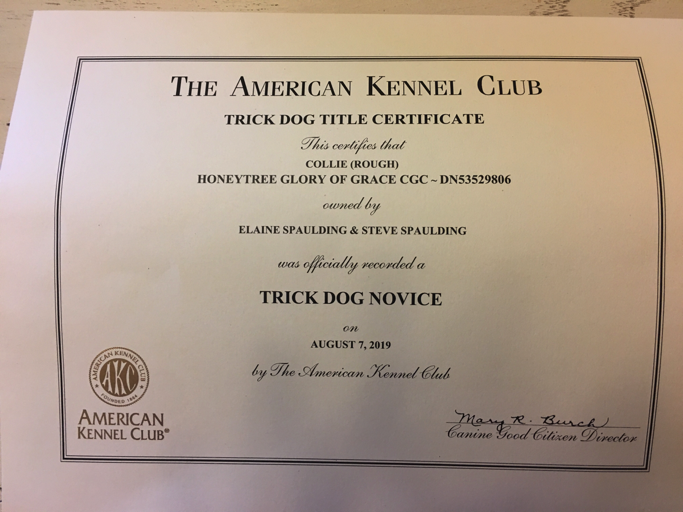 THE AMERICAN KENNEL CLUB
TRICK DOG TITLE CERTIFICATE
This certifies that
COLLIE (ROUGH)
HONEYTREE GLORY OF GRACE CGC ~ DN53529806
owned by
ELAINE SPAULDING & STEVE SPAULDING
was officially recorded a
TRICK DOG NOVICE
on
AUGUST 7, 2019
by The American Kennel Club
AMERICAN KENNEL CLUB
AKC
FOUNDED 1884
AMERICAN
KENNEL CLUB®
Mary R. Burch
Canine Good Citizen Director